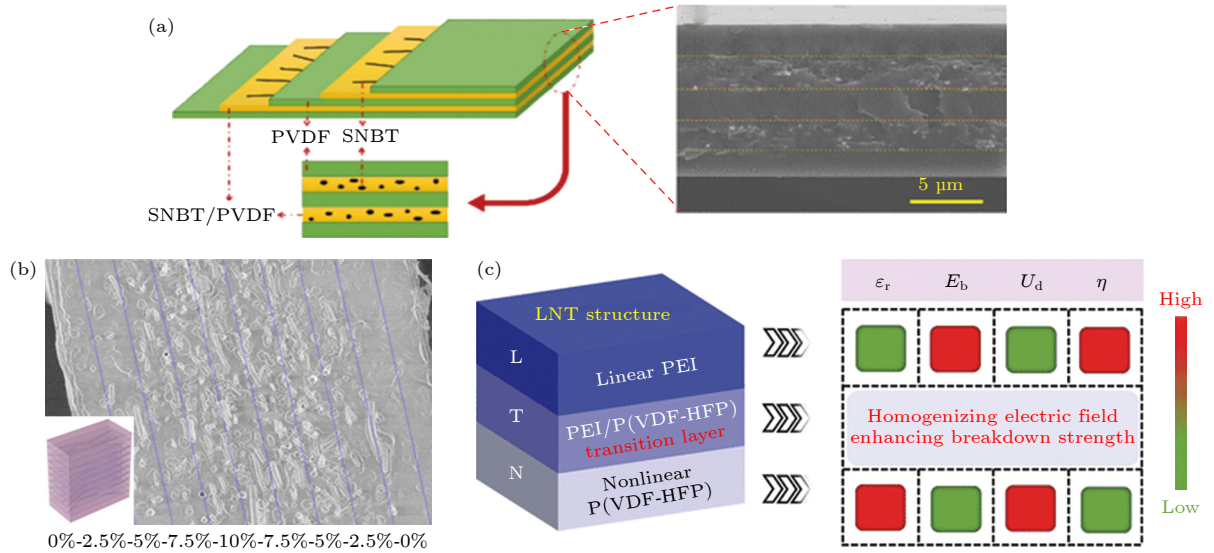 (a)
PVDF SNBT
SNBT/PVDF
5 µm
(b)
0%-2.5%-5%-7.5%-10%-7.5%-5%-2.5%-0%
(c)
LNT structure
L
Linear PEI
T
PEI/P(VDF-HFP)
transition layer
N
Nonlinear
P(VDF-HFP)
εr Eb Ud η
Homogenizing electric field
enhancing breakdown strength
High
Low